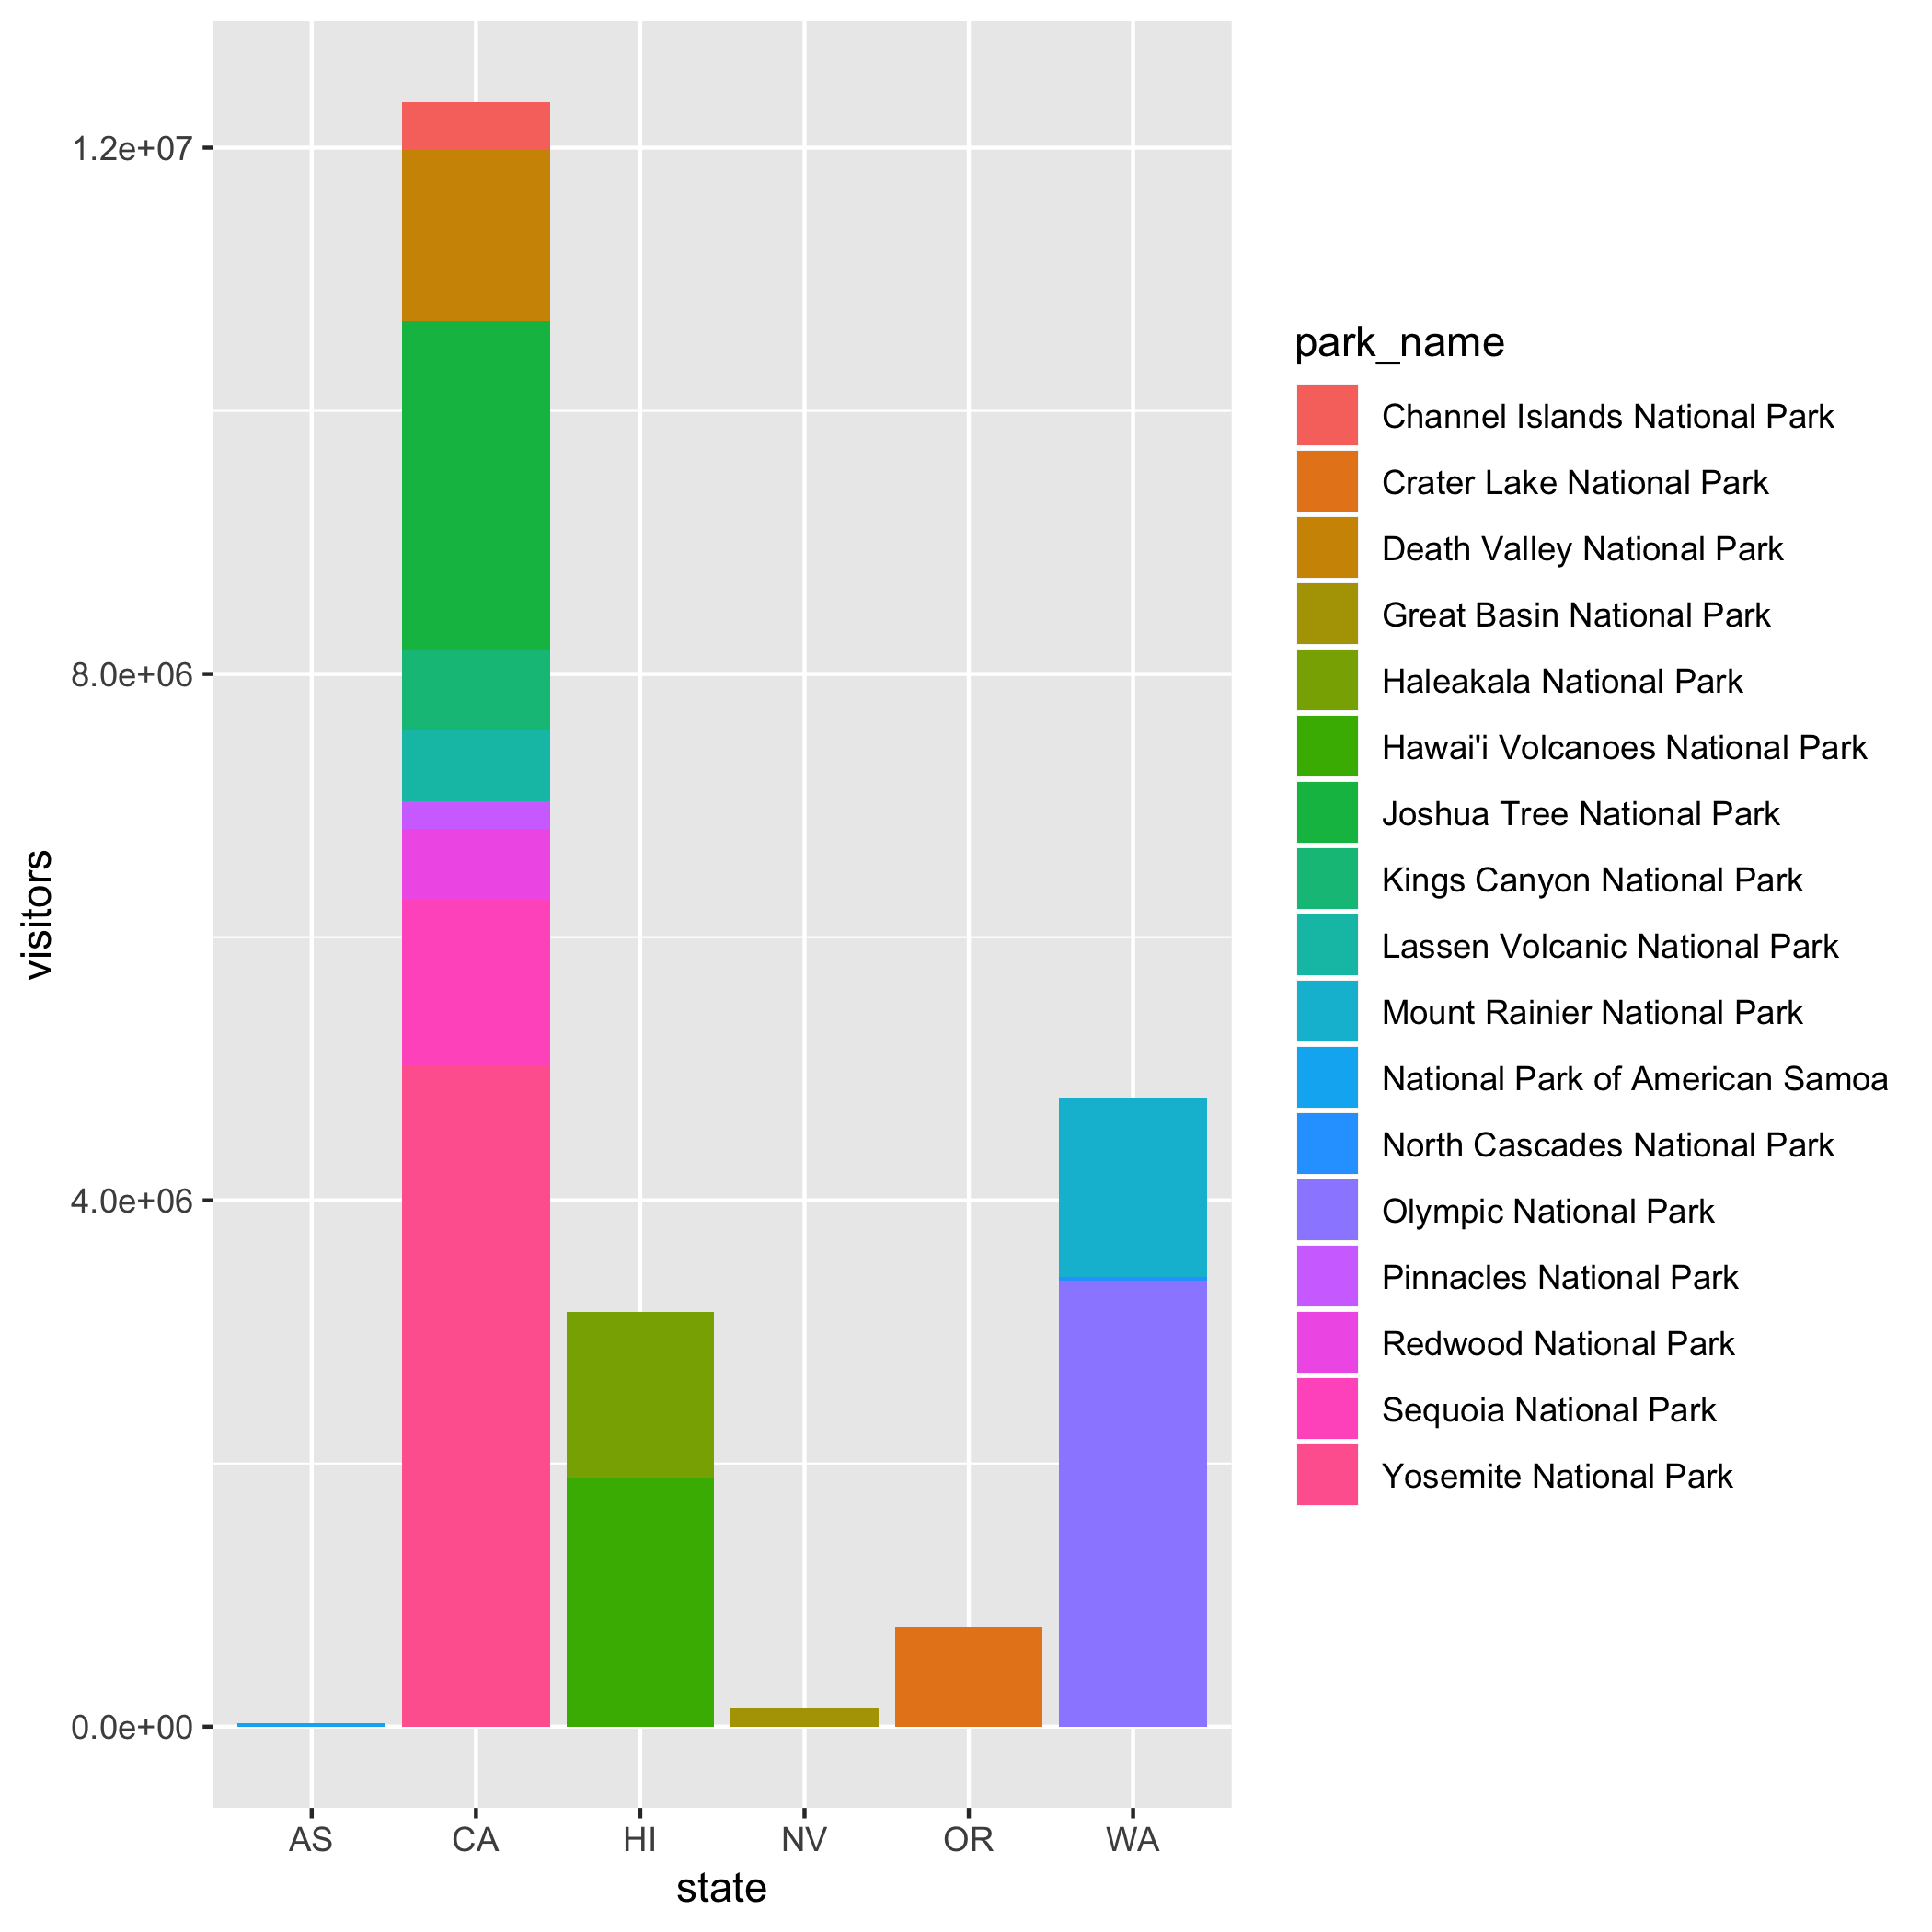 visitors
1.2e+07
8.0e+06
4.0e+06
0.0e+00
AS CA HI NV OR WA
state
park_name
Channel Islands National Park
Crater Lake National Park
Death Valley National Park
Great Basin National Park
Haleakala National Park
Hawai'i Volcanoes National Park
Joshua Tree National Park
Kings Canyon National Park
Lassen Volcanic National Park
Mount Rainier National Park
National Park of American Samoa
North Cascades National Park
Olympic National Park
Pinnacles National Park
Redwood National Park
Sequoia National Park
Yosemite National Park